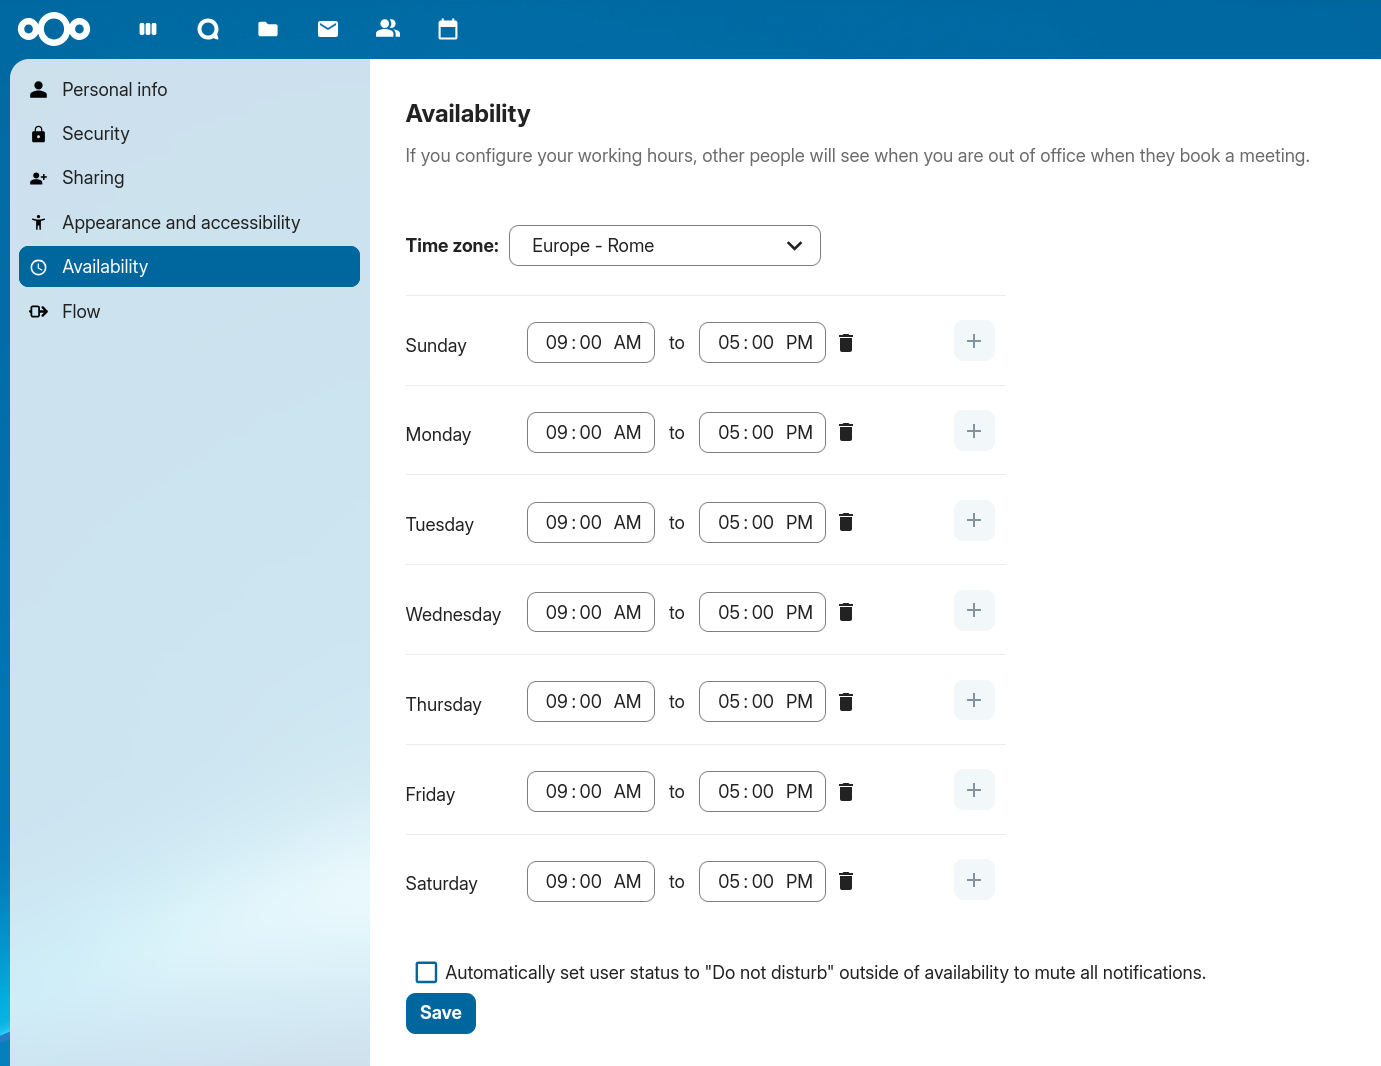 Personal info
Security
Sharing
Appearance and accessibility
Availability
Flow
Availability
If you configure your working hours, other people will see when you are out of office when they book a meeting.
Time zone: Europe - Rome
Sunday 09:00 AM to 05:00 PM
Monday 09:00 AM to 05:00 PM
Tuesday 09:00 AM to 05:00 PM
Wednesday 09:00 AM to 05:00 PM
Thursday 09:00 AM to 05:00 PM
Friday 09:00 AM to 05:00 PM
Saturday 09:00 AM to 05:00 PM
Automatically set user status to "Do not disturb" outside of availability to mute all notifications.
Save